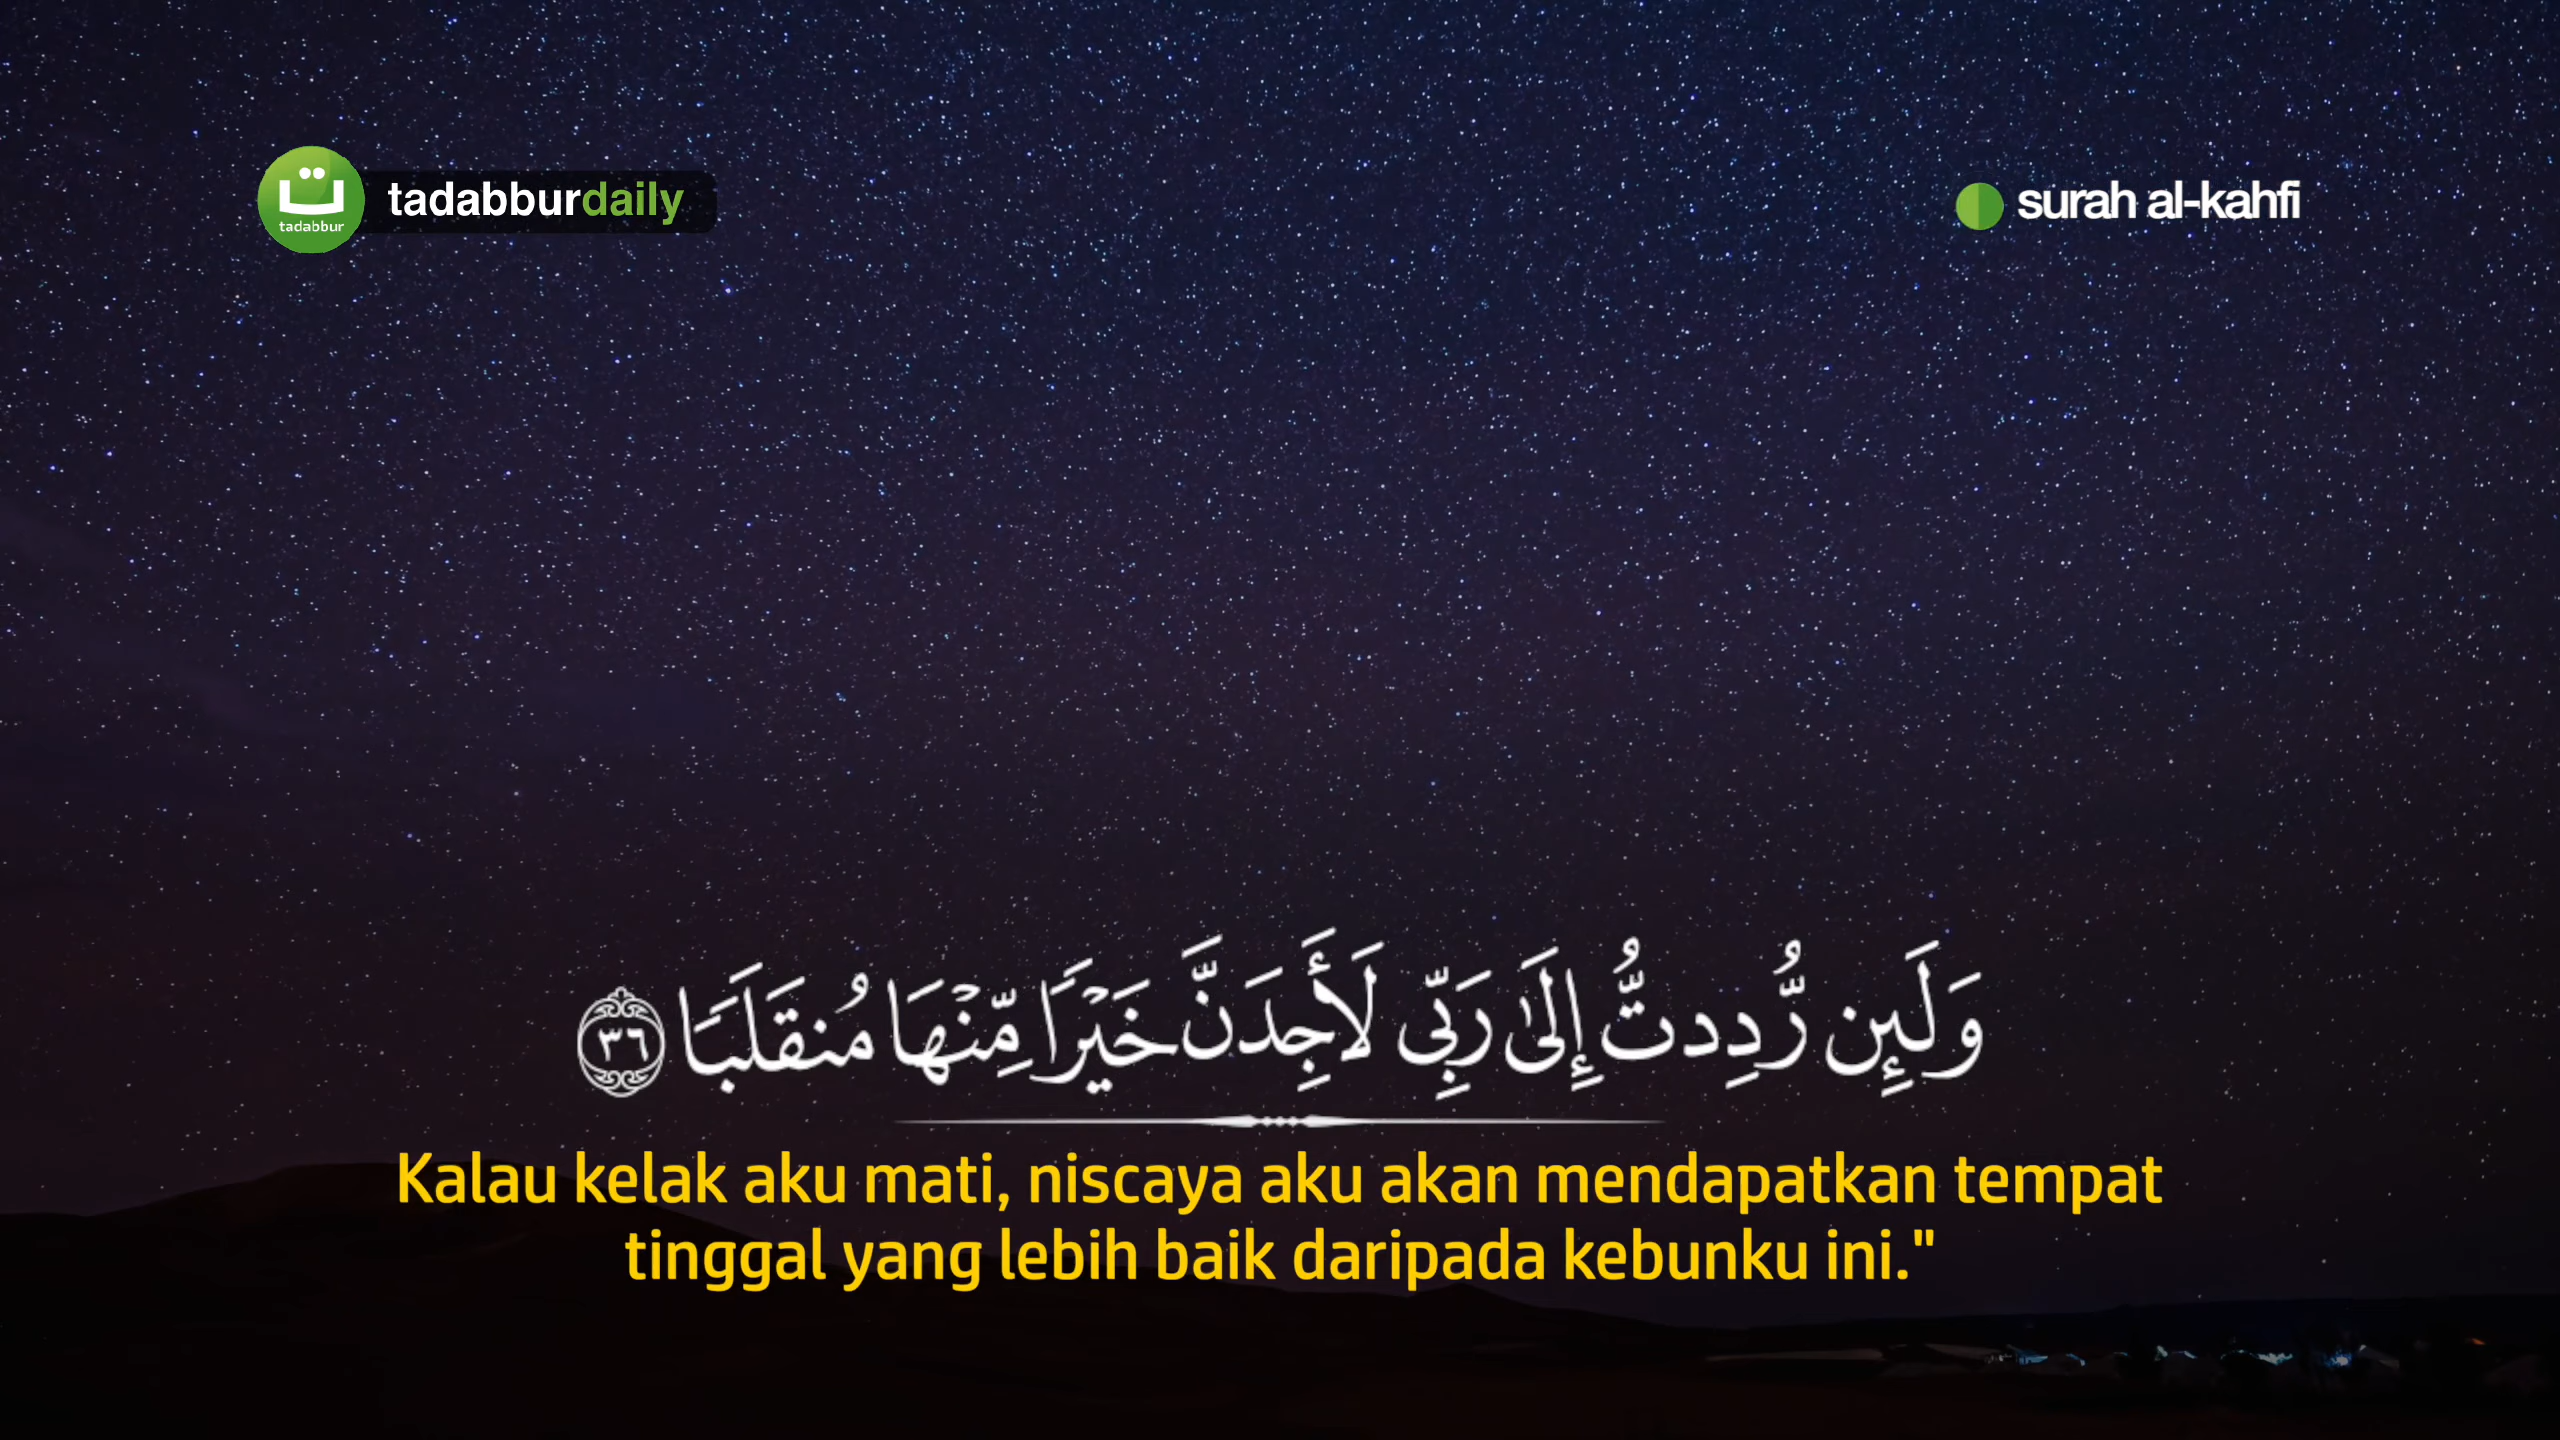 ت
tadabbur
tadabburdaily
surah al-kahfi
وَلَئِن رُّدِدتُّ إِلَىٰ رَبِّى لَأَجِدَنَّ خَيْرًا مِّنْهَا مُنقَلَبًا ٣٦
Kalau kelak aku mati, niscaya aku akan mendapatkan tempat
tinggal yang lebih baik daripada kebunku ini."